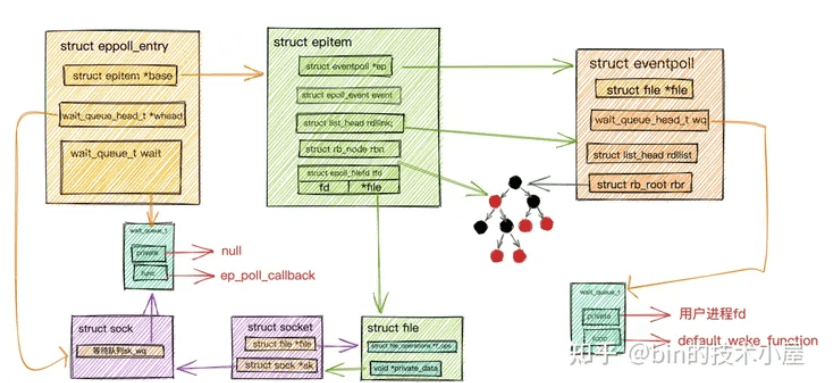 struct eppoll_entry
struct epitem *base
wait_queue_head_t *whead
wait_queue_t wait
struct epitem
struct eventpoll *ep
struct epoll_event event
struct list_head rdllink;
struct rb_node rbn
struct epoll_filefd ffd
fd
*file
struct eventpoll
struct file *file
wait_queue_head_t wq
struct list_head rdllist
struct rb_root rbr
wait_queue_t
private
func
null
ep_poll_callback
struct sock
等待队列sk_wq
struct socket
struct file *file
struct sock *sk
struct file
struct file_operations *f_ops
void *private_data
wait_queue_t
private
func
用户进程fd
default_wake_function
知乎 @bin的技术小屋